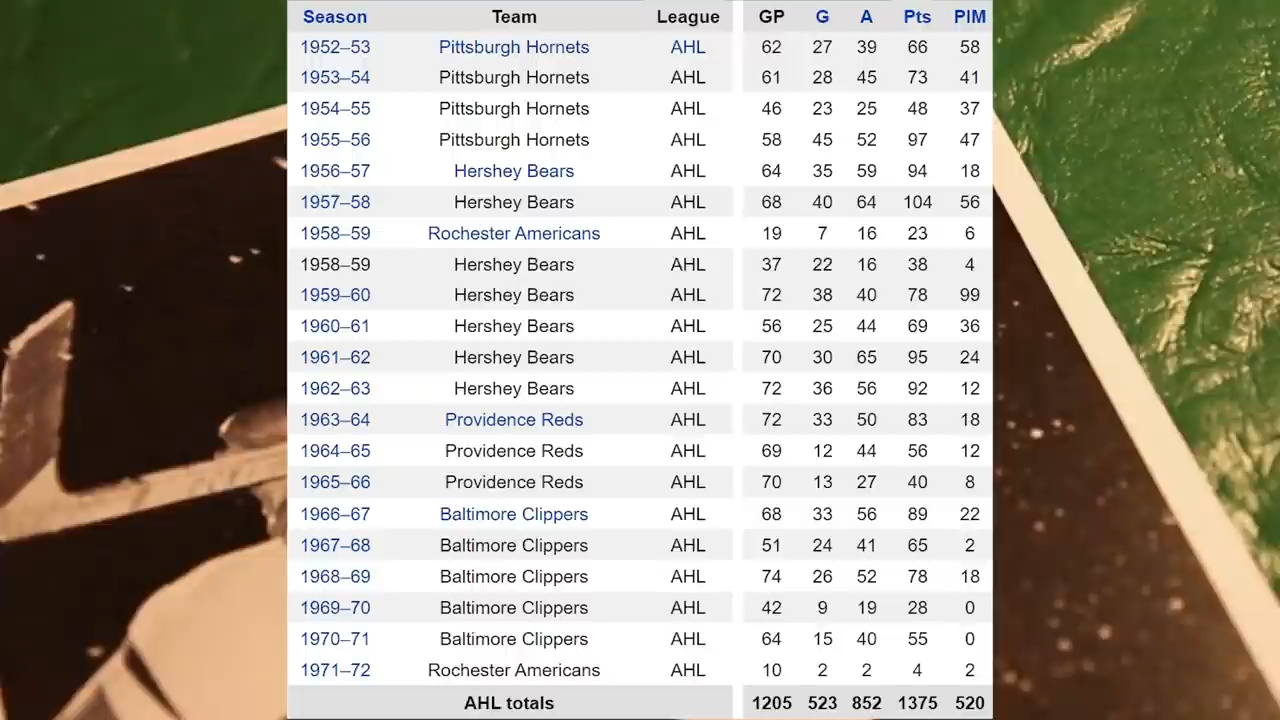 Season Team League GP G A Pts PIM
1952–53 Pittsburgh Hornets AHL 62 27 39 66 58
1953–54 Pittsburgh Hornets AHL 61 28 45 73 41
1954–55 Pittsburgh Hornets AHL 46 23 25 48 37
1955–56 Pittsburgh Hornets AHL 58 45 52 97 47
1956–57 Hershey Bears AHL 64 35 59 94 18
1957–58 Hershey Bears AHL 68 40 64 104 56
1958–59 Rochester Americans AHL 19 7 16 23 6
1958–59 Hershey Bears AHL 37 22 16 38 4
1959–60 Hershey Bears AHL 72 38 40 78 99
1960–61 Hershey Bears AHL 56 25 44 69 36
1961–62 Hershey Bears AHL 70 30 65 95 24
1962–63 Hershey Bears AHL 72 36 56 92 12
1963–64 Providence Reds AHL 72 33 50 83 18
1964–65 Providence Reds AHL 69 12 44 56 12
1965–66 Providence Reds AHL 70 13 27 40 8
1966–67 Baltimore Clippers AHL 68 33 56 89 22
1967–68 Baltimore Clippers AHL 51 24 41 65 2
1968–69 Baltimore Clippers AHL 74 26 52 78 18
1969–70 Baltimore Clippers AHL 42 9 19 28 0
1970–71 Baltimore Clippers AHL 64 15 40 55 0
1971–72 Rochester Americans AHL 10 2 2 4 2
AHL totals 1205 523 852 1375 520